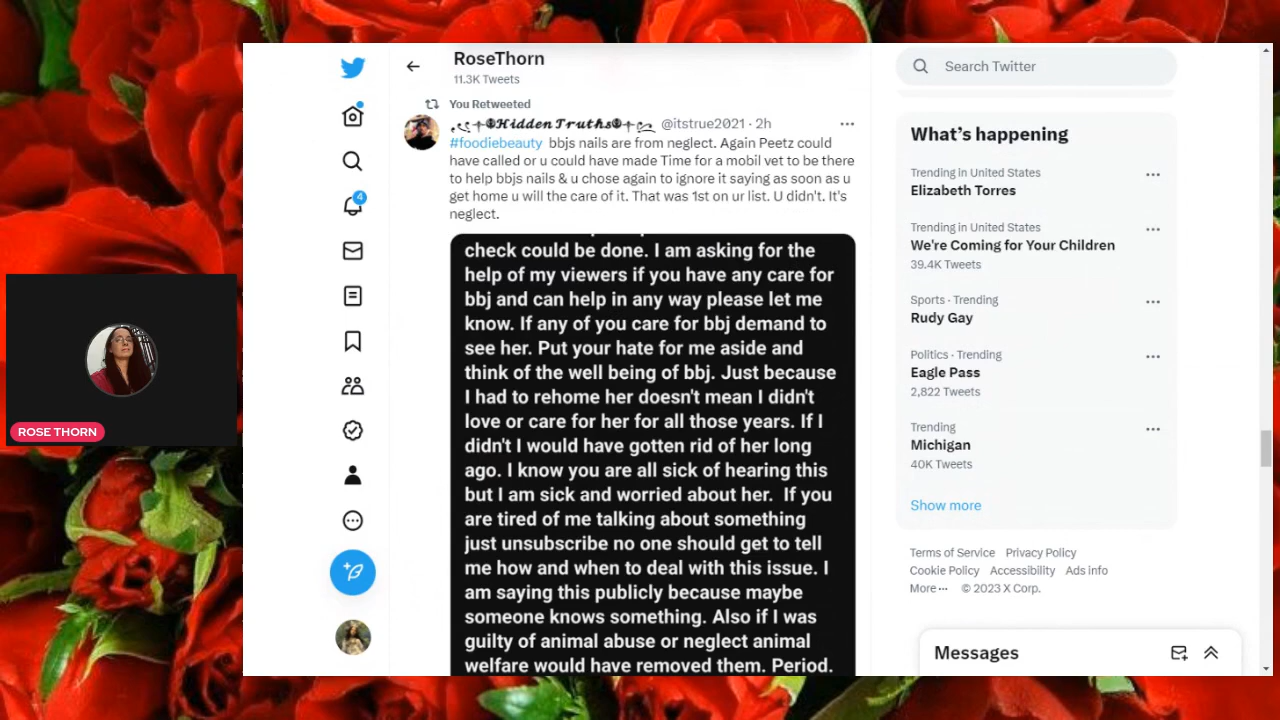 RoseThorn
11.3K Tweets
You Retweeted
Hidden Truths @itstrue2021 · 2h
#foodiebeauty bbjs nails are from neglect. Again Peetz could
have called or u could have made Time for a mobil vet to be there
to help bbjs nails & u chose again to ignore it saying as soon as u
get home u will the care of it. That was 1st on ur list. U didn't. It's
neglect.
check could be done. I am asking for the
help of my viewers if you have any care for
bbj and can help in any way please let me
know. If any of you care for bbj demand to
see her. Put your hate for me aside and
think of the well being of bbj. Just because
I had to rehome her doesn't mean I didn't
love or care for her for all those years. If I
didn't I would have gotten rid of her long
ago. I know you are all sick of hearing this
but I am sick and worried about her. If you
are tired of me talking about something
just unsubscribe no one should get to tell
me how and when to deal with this issue. I
am saying this publicly because maybe
someone knows something. Also if I was
guilty of animal abuse or neglect animal
welfare would have removed them. Period.
4
ROSE THORN
Search Twitter
What's happening
Trending in United States
Elizabeth Torres
Trending in United States
We're Coming for Your Children
39.4K Tweets
Sports · Trending
Rudy Gay
Politics · Trending
Eagle Pass
2,822 Tweets
Trending
Michigan
40K Tweets
Show more
Terms of Service Privacy Policy
Cookie Policy Accessibility Ads info
More ··· © 2023 X Corp.
Messages